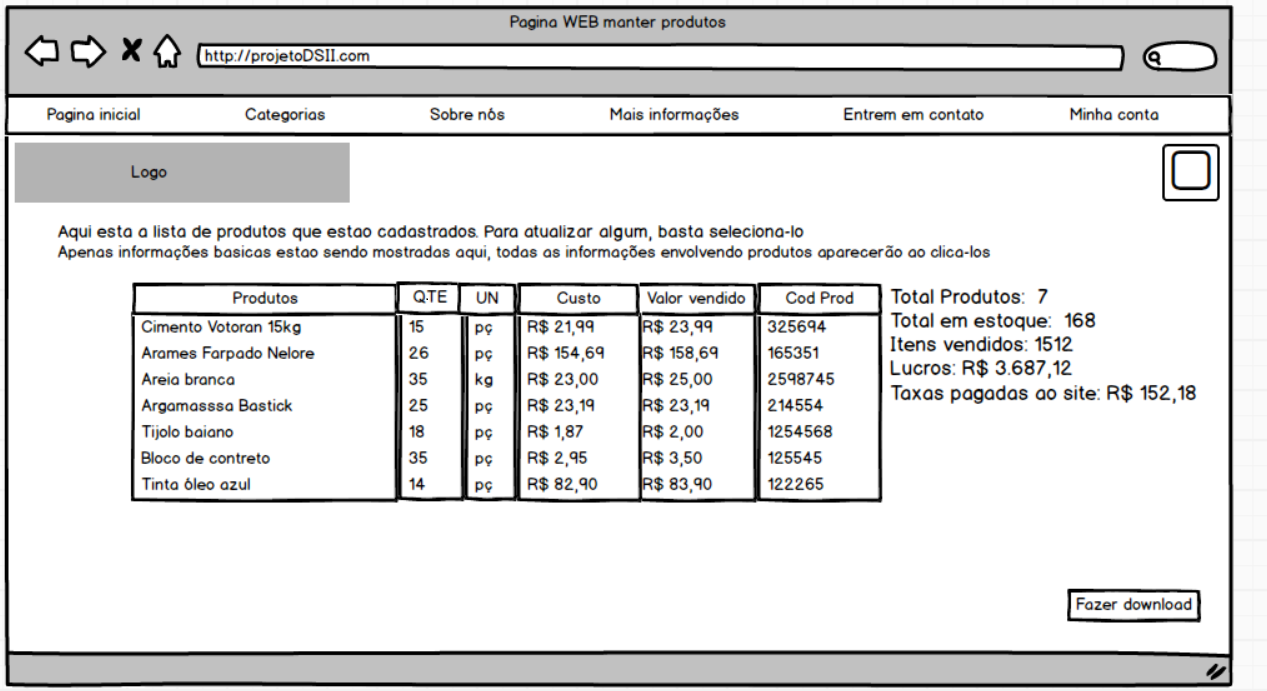 Pagina WEB manter produtos
http://projetoDSII.com
Pagina inicial Categorias Sobre nós Mais informações Entrem em contato Minha conta
Logo
Aqui esta a lista de produtos que estao cadastrados. Para atualizar algum, basta seleciona-lo
Apenas informações basicas estao sendo mostradas aqui, todas as informações envolvendo produtos aparecerão ao clica-los
Produtos Q.TE UN Custo Valor vendido Cod Prod
Cimento Votoran 15kg 15 pç R$ 21,99 R$ 23,99 325694
Arames Farpado Nelore 26 pç R$ 154,69 R$ 158,69 165351
Areia branca 35 kg R$ 23,00 R$ 25,00 2598745
Argamasssa Bastick 25 pç R$ 23,19 R$ 23,19 214554
Tijolo baiano 18 pç R$ 1,87 R$ 2,00 1254568
Bloco de contreto 35 pç R$ 2,95 R$ 3,50 125545
Tinta óleo azul 14 pç R$ 82,90 R$ 83,90 122265
Total Produtos: 7
Total em estoque: 168
Itens vendidos: 1512
Lucros: R$ 3.687,12
Taxas pagadas ao site: R$ 152,18
Fazer download